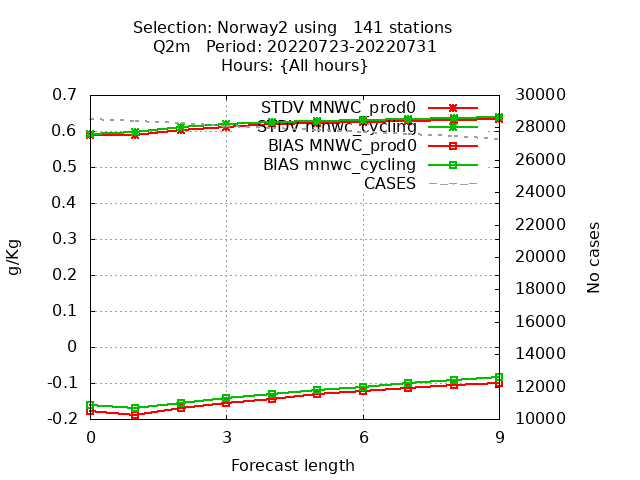 Selection: Norway2 using   141 stations
Q2m   Period: 20220723-20220731
Hours: {All hours}
STDV MNWC_prod0
STDV mnwc_cycling
BIAS MNWC_prod0
BIAS mnwc_cycling
CASES
g/Kg
0.7
0.6
0.5
0.4
0.3
0.2
0.1
0
-0.1
-0.2
30000
28000
26000
24000
22000
20000
18000
16000
14000
12000
10000
No cases
0 3 6 9
Forecast length